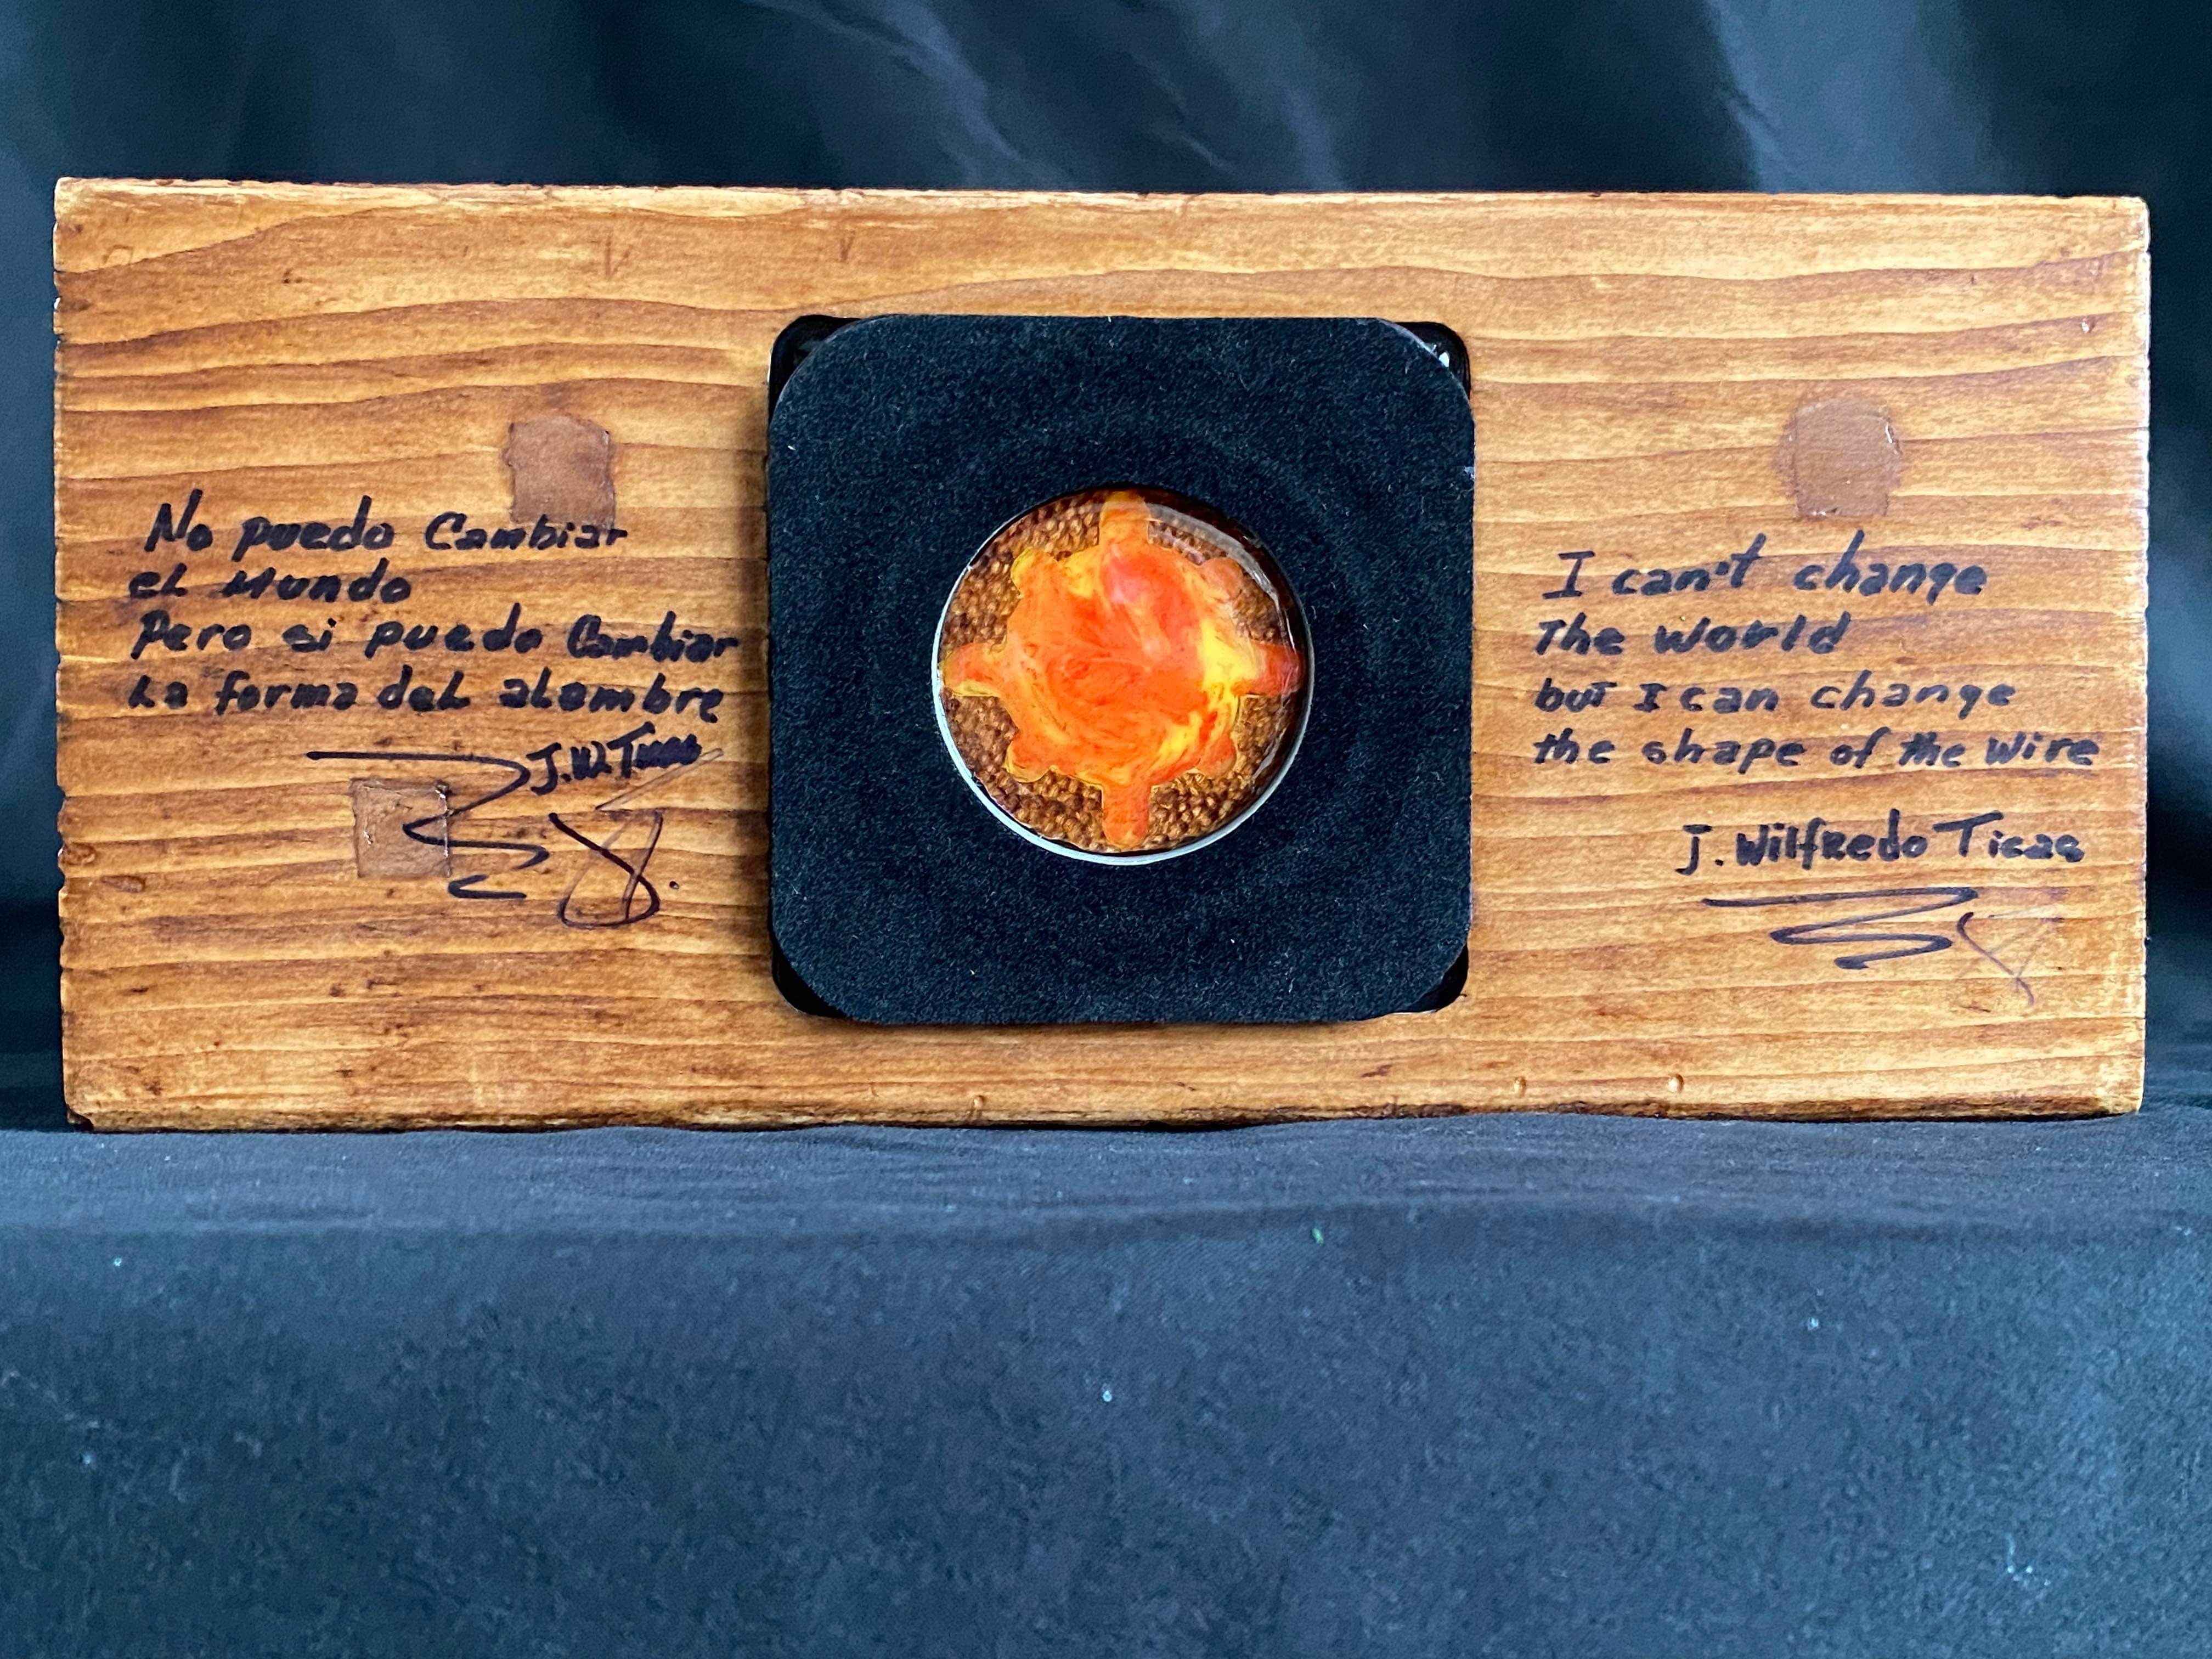 No puedo Cambiar
el Mundo
Pero si puedo Cambiar
La forma del alambre
J.W. Ticas
I can't change
The world
but I can change
the shape of the wire
J. Wilfredo Ticas